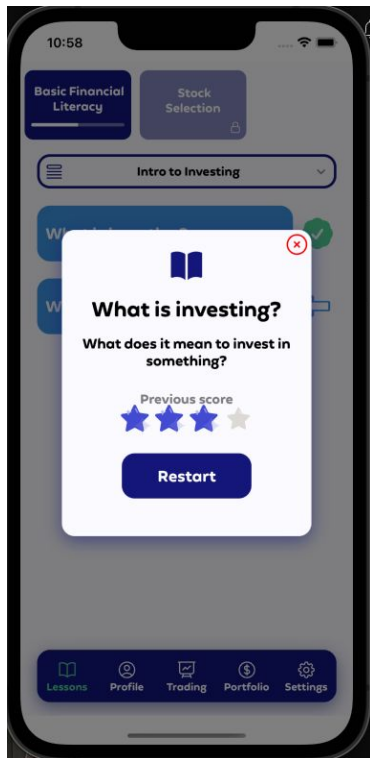 10:58
Basic Financial
Literacy
Stock
Selection
Intro to Investing
What is investing?
What does it mean to invest in
something?
Previous score
Restart
Lessons
Profile
Trading
Portfolio
Settings